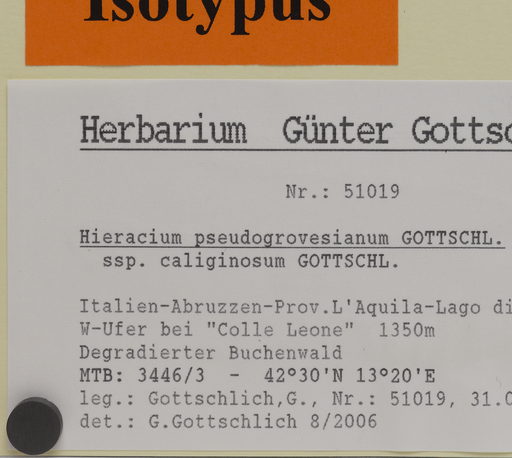 Isotypus
Herbarium Günter Gottsc
Nr.: 51019
Hieracium pseudogrovesianum GOTTSCHL.
ssp. caliginosum GOTTSCHL.
Italien-Abruzzen-Prov.L'Aquila-Lago di
W-Ufer bei "Colle Leone" 1350m
Degradierter Buchenwald
MTB: 3446/3 - 42°30'N 13°20'E
leg.: Gottschlich,G., Nr.: 51019, 31.0
det.: G.Gottschlich 8/2006